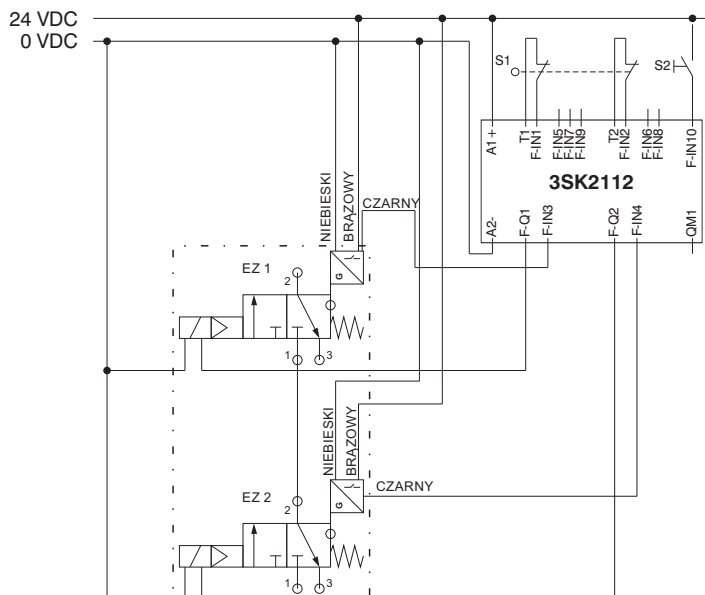 24 VDC
0 VDC
S1
S2
A1+
T1
F-IN1
F-IN5
F-IN7
F-IN9
T2
F-IN2
F-IN6
F-IN8
F-IN10
3SK2112
A2-
F-Q1
F-IN3
F-Q2
F-IN4
QM1
NIEBIESKI
BRĄZOWY
CZARNY
EZ 1
2
G
1
3
NIEBIESKI
BRĄZOWY
CZARNY
EZ 2
2
G
1
3